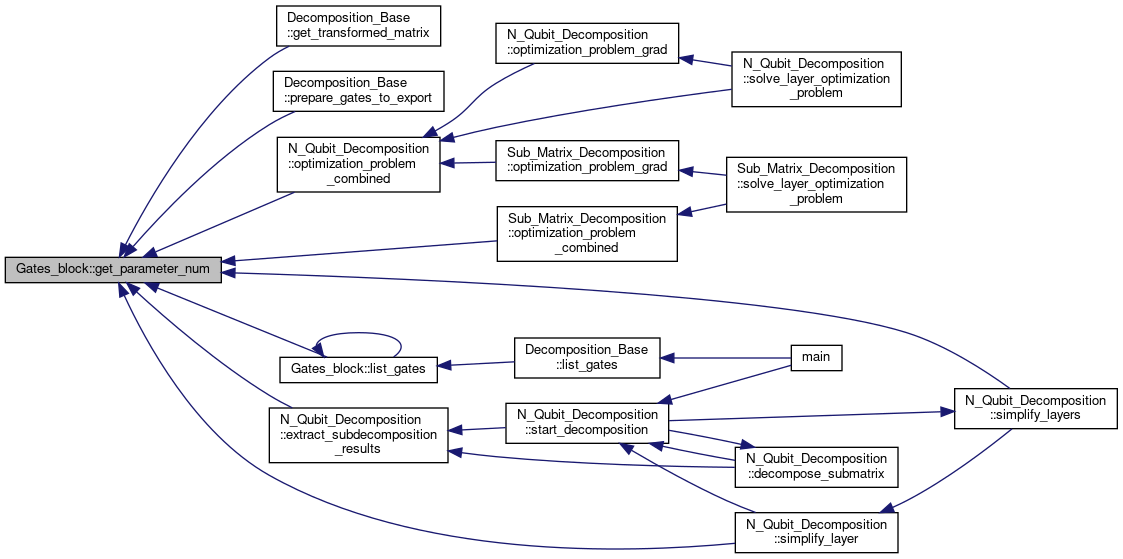 Decomposition_Base
::get_transformed_matrix
Decomposition_Base
::prepare_gates_to_export
N_Qubit_Decomposition
::optimization_problem
_combined
N_Qubit_Decomposition
::optimization_problem_grad
N_Qubit_Decomposition
::solve_layer_optimization
_problem
Sub_Matrix_Decomposition
::optimization_problem_grad
Sub_Matrix_Decomposition
::solve_layer_optimization
_problem
Sub_Matrix_Decomposition
::optimization_problem
_combined
Gates_block::get_parameter_num
Gates_block::list_gates
Decomposition_Base
::list_gates
main
N_Qubit_Decomposition
::extract_subdecomposition
_results
N_Qubit_Decomposition
::start_decomposition
N_Qubit_Decomposition
::simplify_layers
N_Qubit_Decomposition
::decompose_submatrix
N_Qubit_Decomposition
::simplify_layer